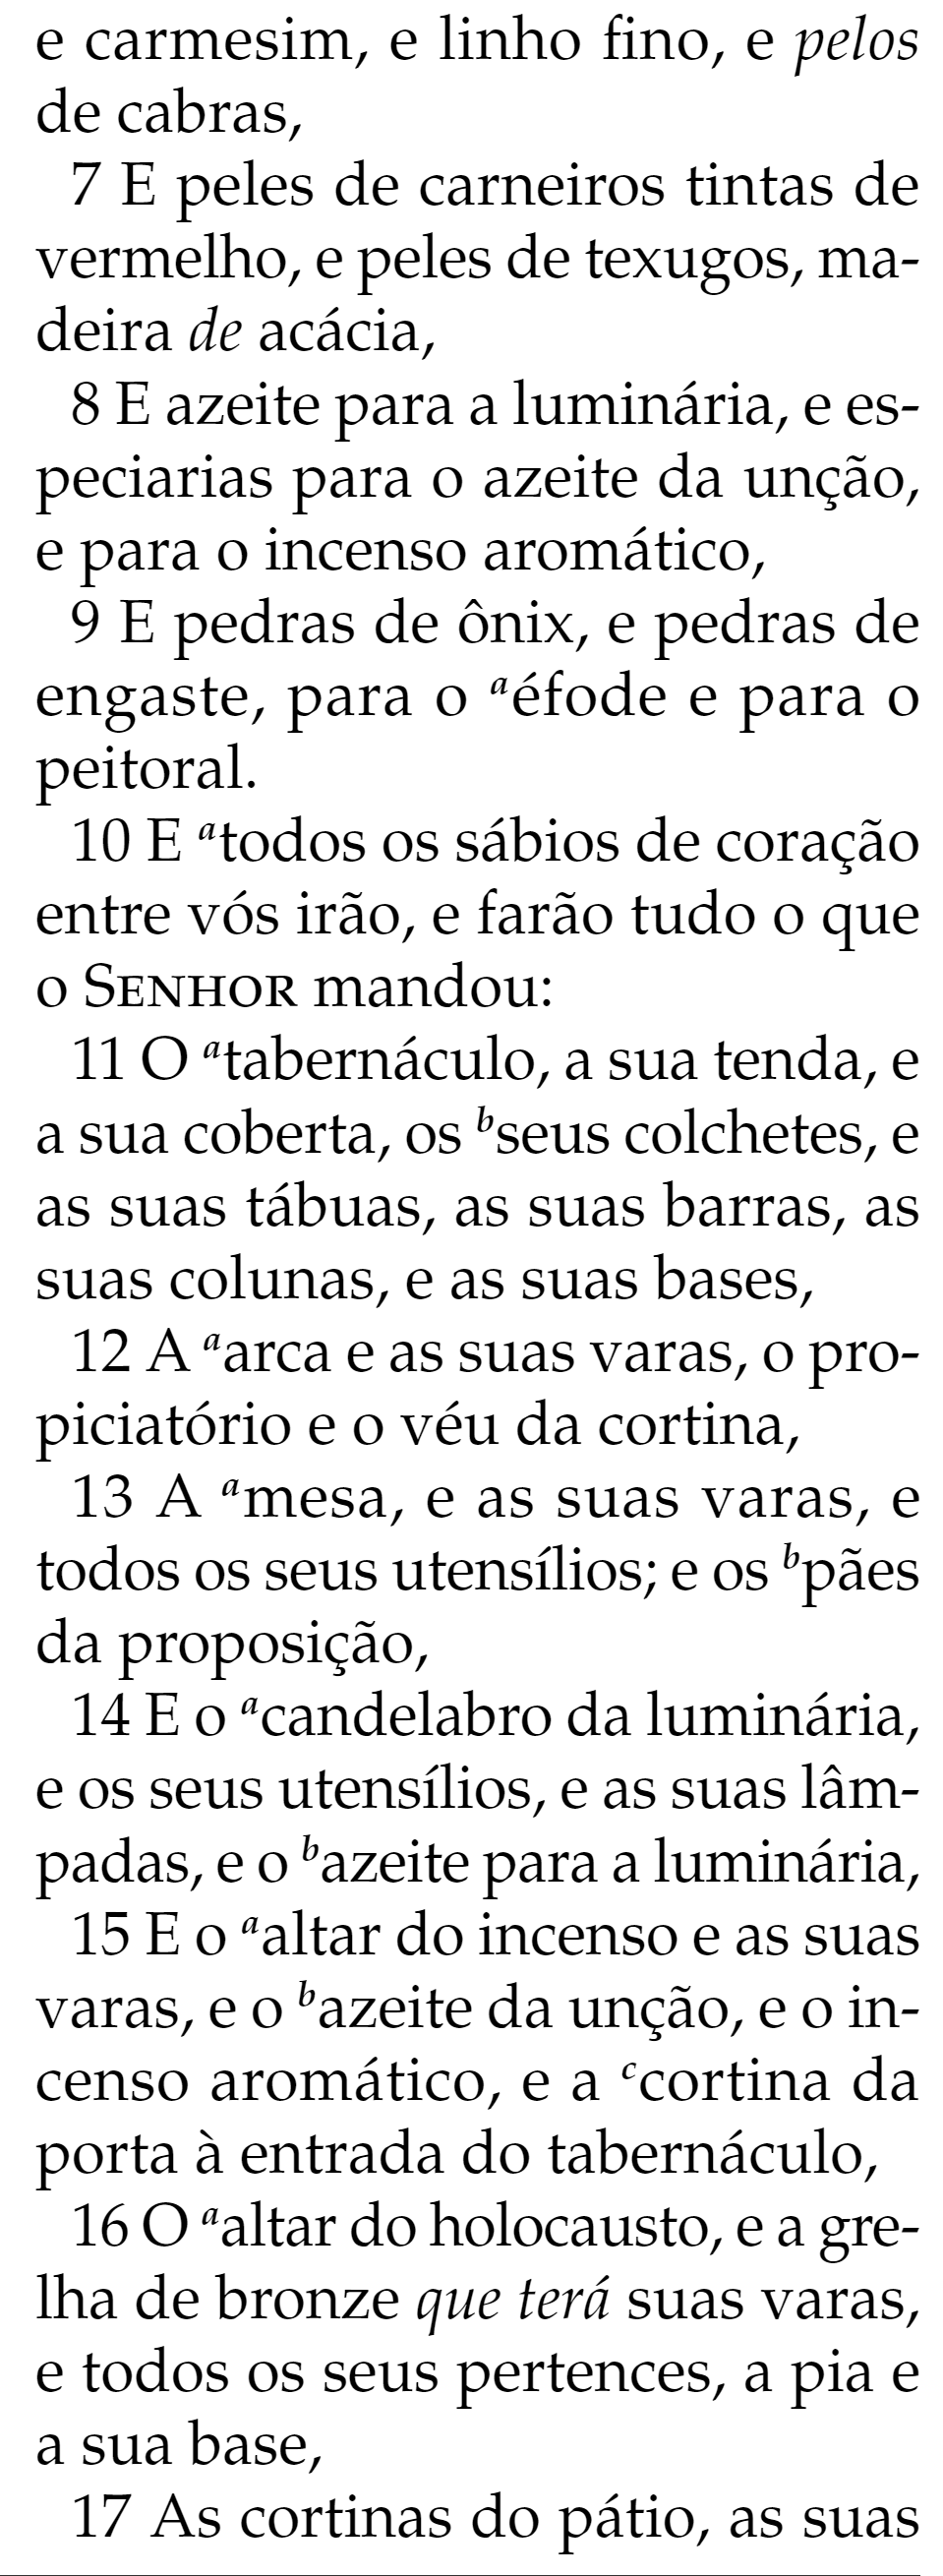 e carmesim, e linho fino, e pelos
de cabras,
7 E peles de carneiros tintas de
vermelho, e peles de texugos, ma-
deira de acácia,
8 E azeite para a luminária, e es-
peciarias para o azeite da unção,
e para o incenso aromático,
9 E pedras de ônix, e pedras de
engaste, para o aéfode e para o
peitoral.
10 E atodos os sábios de coração
entre vós irão, e farão tudo o que
o SENHOR mandou:
11 O atabernáculo, a sua tenda, e
a sua coberta, os bseus colchetes, e
as suas tábuas, as suas barras, as
suas colunas, e as suas bases,
12 A aarca e as suas varas, o pro-
piciatório e o véu da cortina,
13 A amesa, e as suas varas, e
todos os seus utensílios; e os bpães
da proposição,
14 E o acandelabro da luminária,
e os seus utensílios, e as suas lâm-
padas, e o bazeite para a luminária,
15 E o aaltar do incenso e as suas
varas, e o bazeite da unção, e o in-
censo aromático, e a ccortina da
porta à entrada do tabernáculo,
16 O aaltar do holocausto, e a gre-
lha de bronze que terá suas varas,
e todos os seus pertences, a pia e
a sua base,
17 As cortinas do pátio, as suas